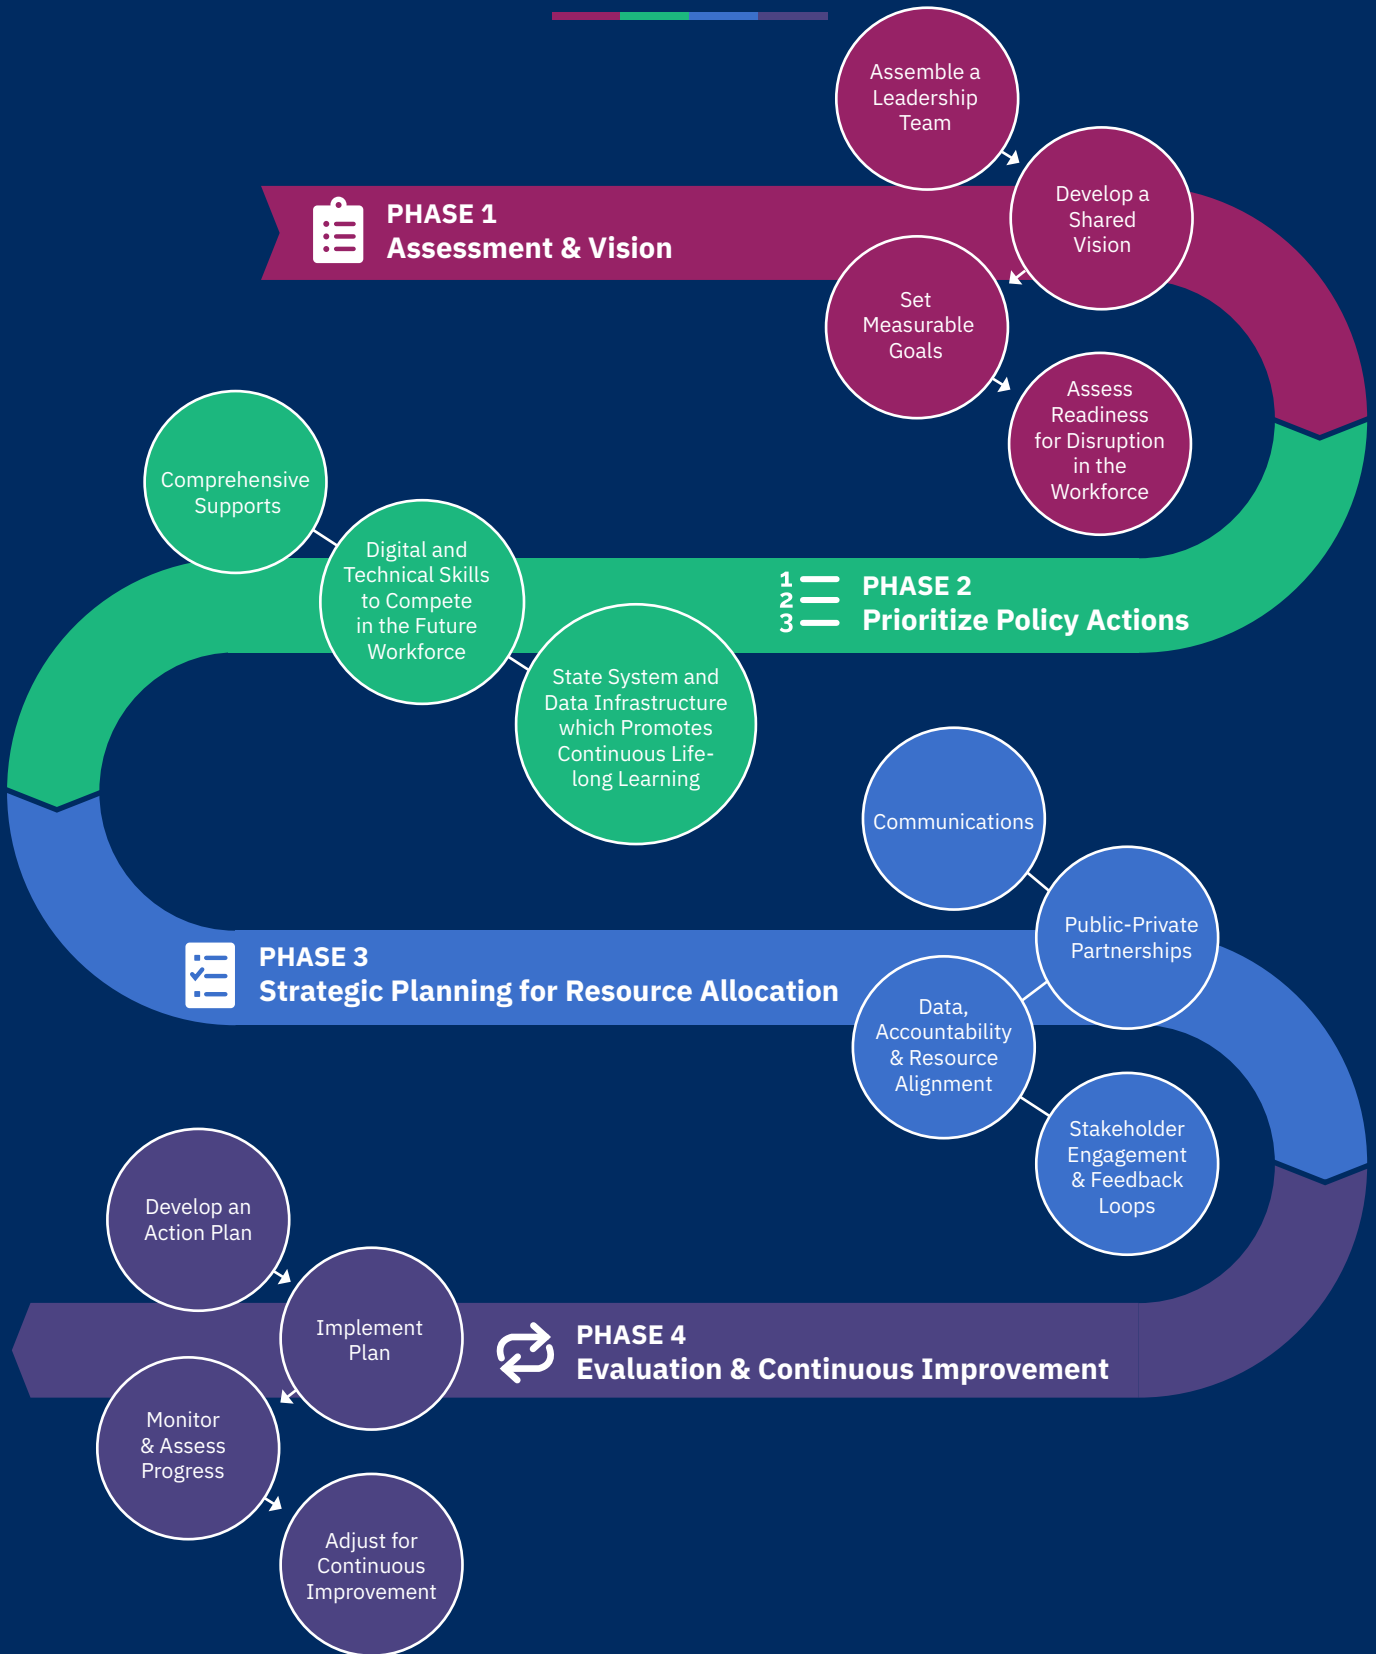 Assemble a
Leadership
Team
PHASE 1
Assessment & Vision
Develop a
Shared
Vision
Set
Measurable
Goals
Assess
Readiness
for Disruption
in the
Workforce
1
2
3
PHASE 2
Prioritize Policy Actions
Comprehensive
Supports
Digital and
Technical Skills
to Compete
in the Future
Workforce
State System and
Data Infrastructure
which Promotes
Continuous Life-
long Learning
PHASE 3
Strategic Planning for Resource Allocation
Communications
Public-Private
Partnerships
Data,
Accountability
& Resource
Alignment
Stakeholder
Engagement
& Feedback
Loops
PHASE 4
Evaluation & Continuous Improvement
Develop an
Action Plan
Implement
Plan
Monitor
& Assess
Progress
Adjust for
Continuous
Improvement